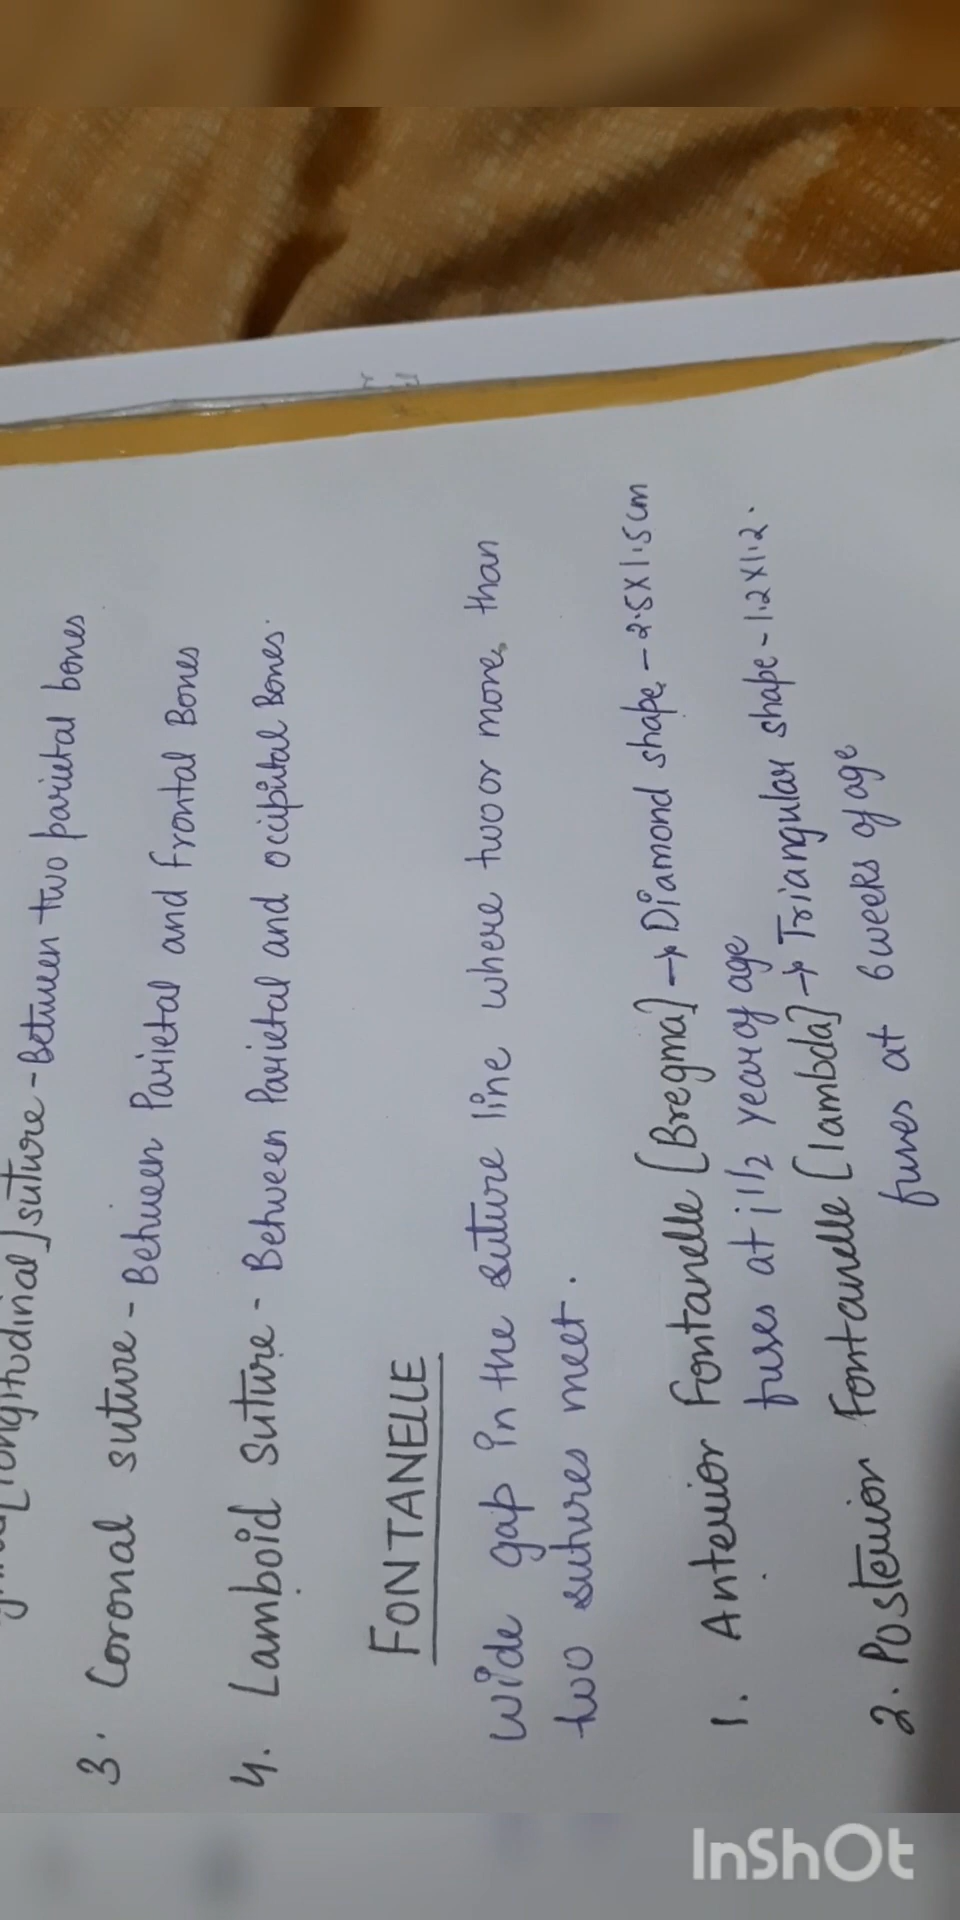 [longitudinal] suture - Between two parietal bones
3. Coronal suture - Between Parietal and frontal Bones
4. Lamboid suture - Between Parietal and occipital Bones.
FONTANELLE
wide gap in the suture line where two or more than
two sutures meet.
1. Anterior Fontanelle [Bregma] → Diamond shape - 2.5 X 1.5 cm
fuses at 1 1/2 year of age
2. Posterior Fontanelle [lambda] → Triangular shape - 1.2 X 1.2.
fuses at 6 weeks of age
InShOt